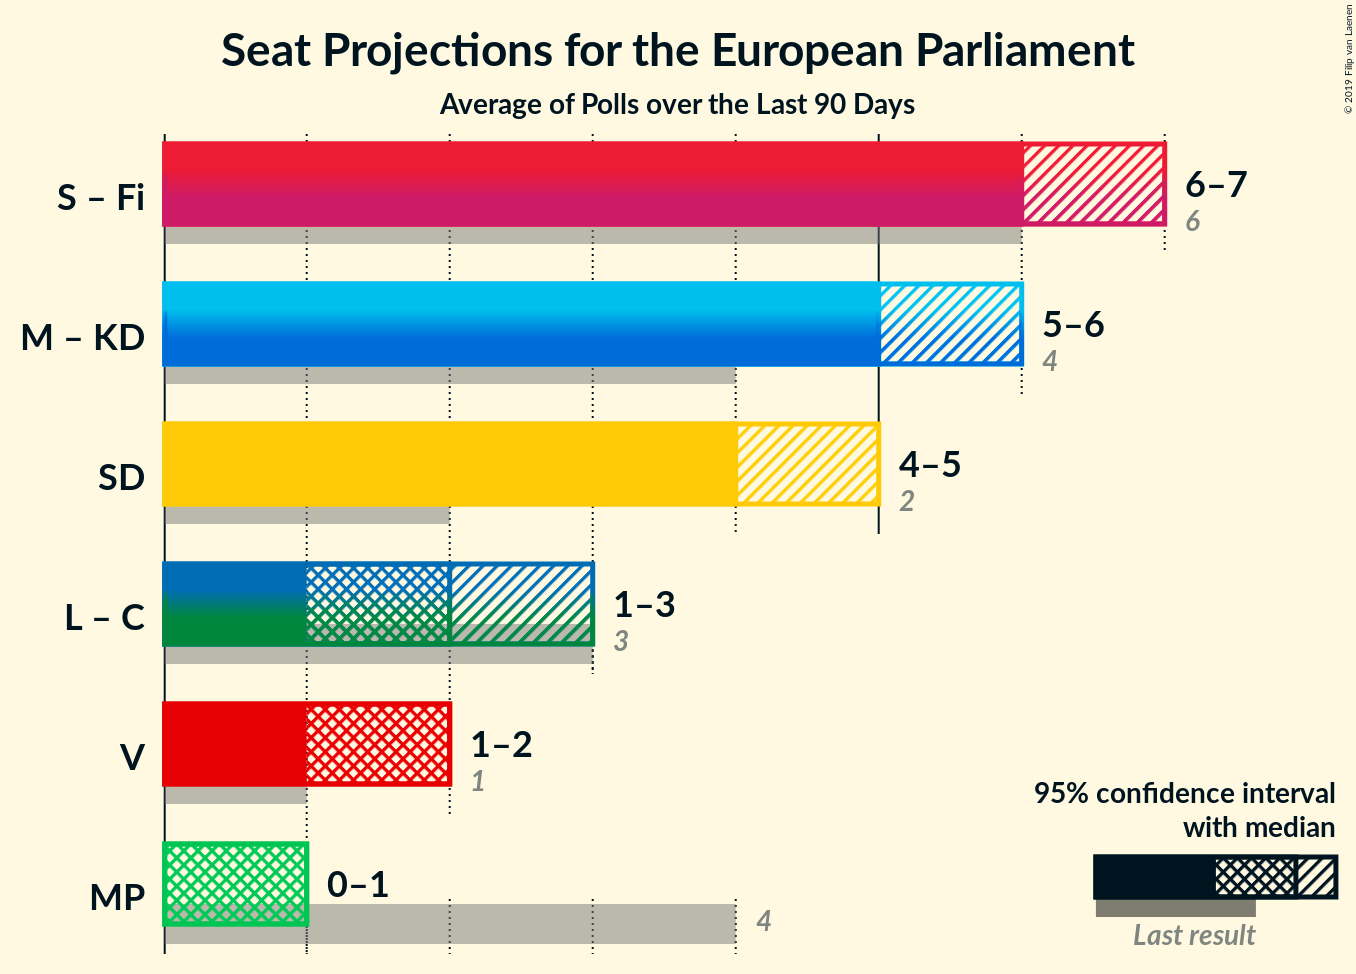 Seat Projections for the European Parliament
Average of Polls over the Last 90 Days
© 2019 Filip van Laenen
S – Fi
6–7
6
M – KD
5–6
4
SD
4–5
2
L – C
1–3
3
V
1–2
1
MP
0–1
4
95% confidence interval
with median
Last result